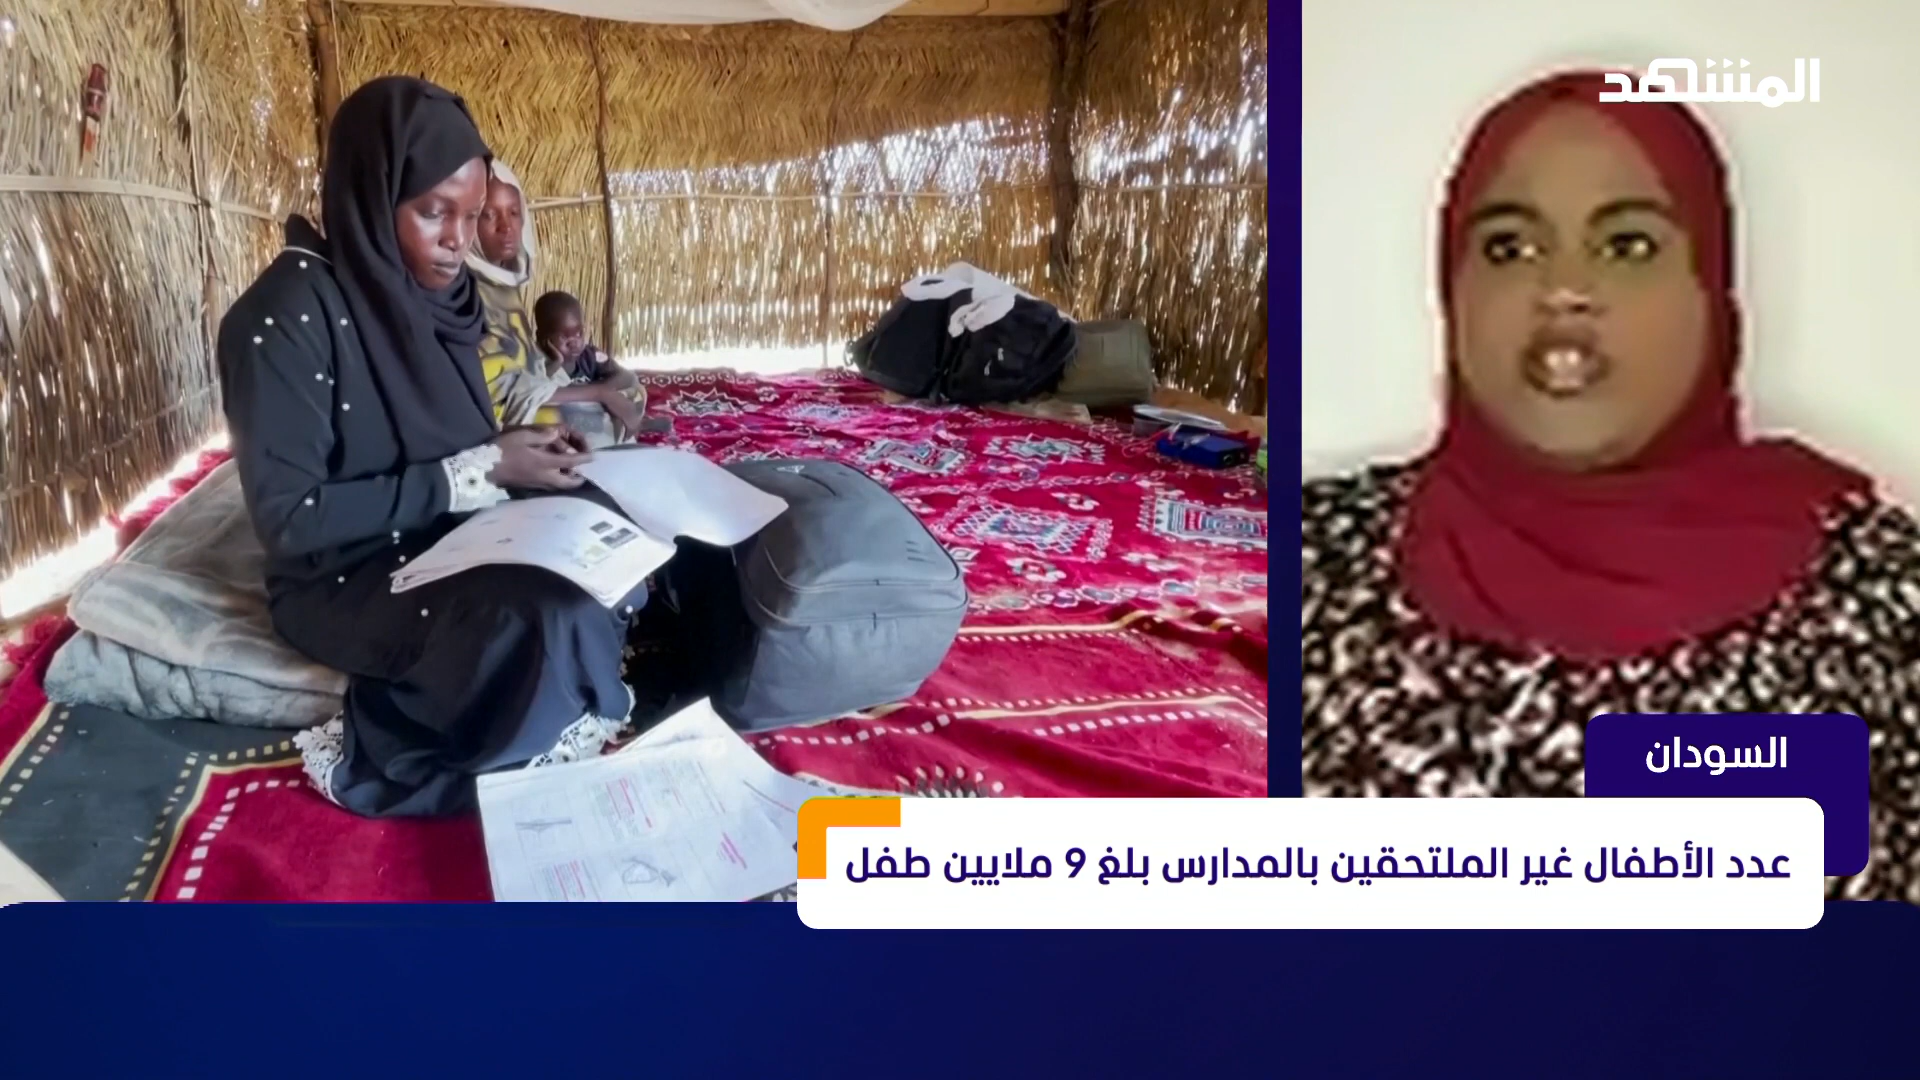 المشهد
السودان
عدد الأطفال غير الملتحقين بالمدارس بلغ 9 ملايين طفل